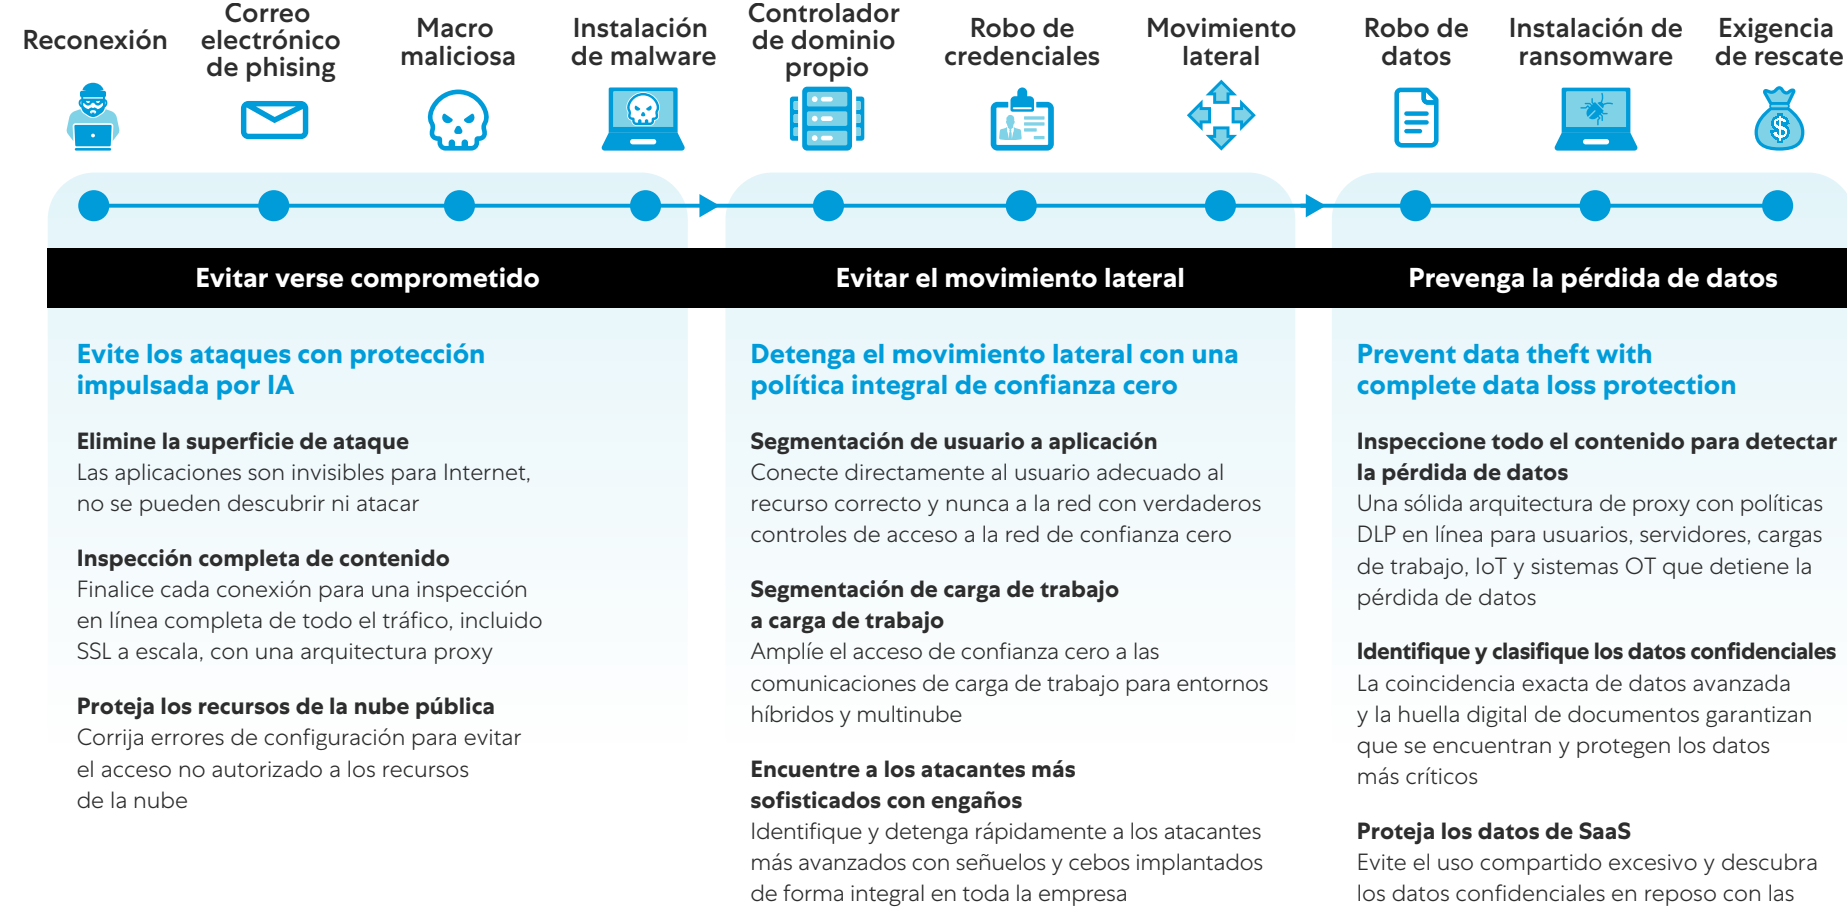 Reconexión
Correo
electrónico
de phising
Macro
maliciosa
Instalación
de malware
Controlador
de dominio
propio
Robo de
credenciales
Movimiento
lateral
Robo de
datos
Instalación de
ransomware
Exigencia
de rescate
Evitar verse comprometido
Evitar el movimiento lateral
Prevenga la pérdida de datos
Evite los ataques con protección
impulsada por IA
Elimine la superficie de ataque
Las aplicaciones son invisibles para Internet,
no se pueden descubrir ni atacar
Inspección completa de contenido
Finalice cada conexión para una inspección
en línea completa de todo el tráfico, incluido
SSL a escala, con una arquitectura proxy
Proteja los recursos de la nube pública
Corrija errores de configuración para evitar
el acceso no autorizado a los recursos
de la nube
Detenga el movimiento lateral con una
política integral de confianza cero
Segmentación de usuario a aplicación
Conecte directamente al usuario adecuado al
recurso correcto y nunca a la red con verdaderos
controles de acceso a la red de confianza cero
Segmentación de carga de trabajo
a carga de trabajo
Amplíe el acceso de confianza cero a las
comunicaciones de carga de trabajo para entornos
híbridos y multinube
Encuentre a los atacantes más
sofisticados con engaños
Identifique y detenga rápidamente a los atacantes
más avanzados con señuelos y cebos implantados
de forma integral en toda la empresa
Prevent data theft with
complete data loss protection
Inspeccione todo el contenido para detectar
la pérdida de datos
Una sólida arquitectura de proxy con políticas
DLP en línea para usuarios, servidores, cargas
de trabajo, IoT y sistemas OT que detiene la
pérdida de datos
Identifique y clasifique los datos confidenciales
La coincidencia exacta de datos avanzada
y la huella digital de documentos garantizan
que se encuentran y protegen los datos
más críticos
Proteja los datos de SaaS
Evite el uso compartido excesivo y descubra
los datos confidenciales en reposo con las